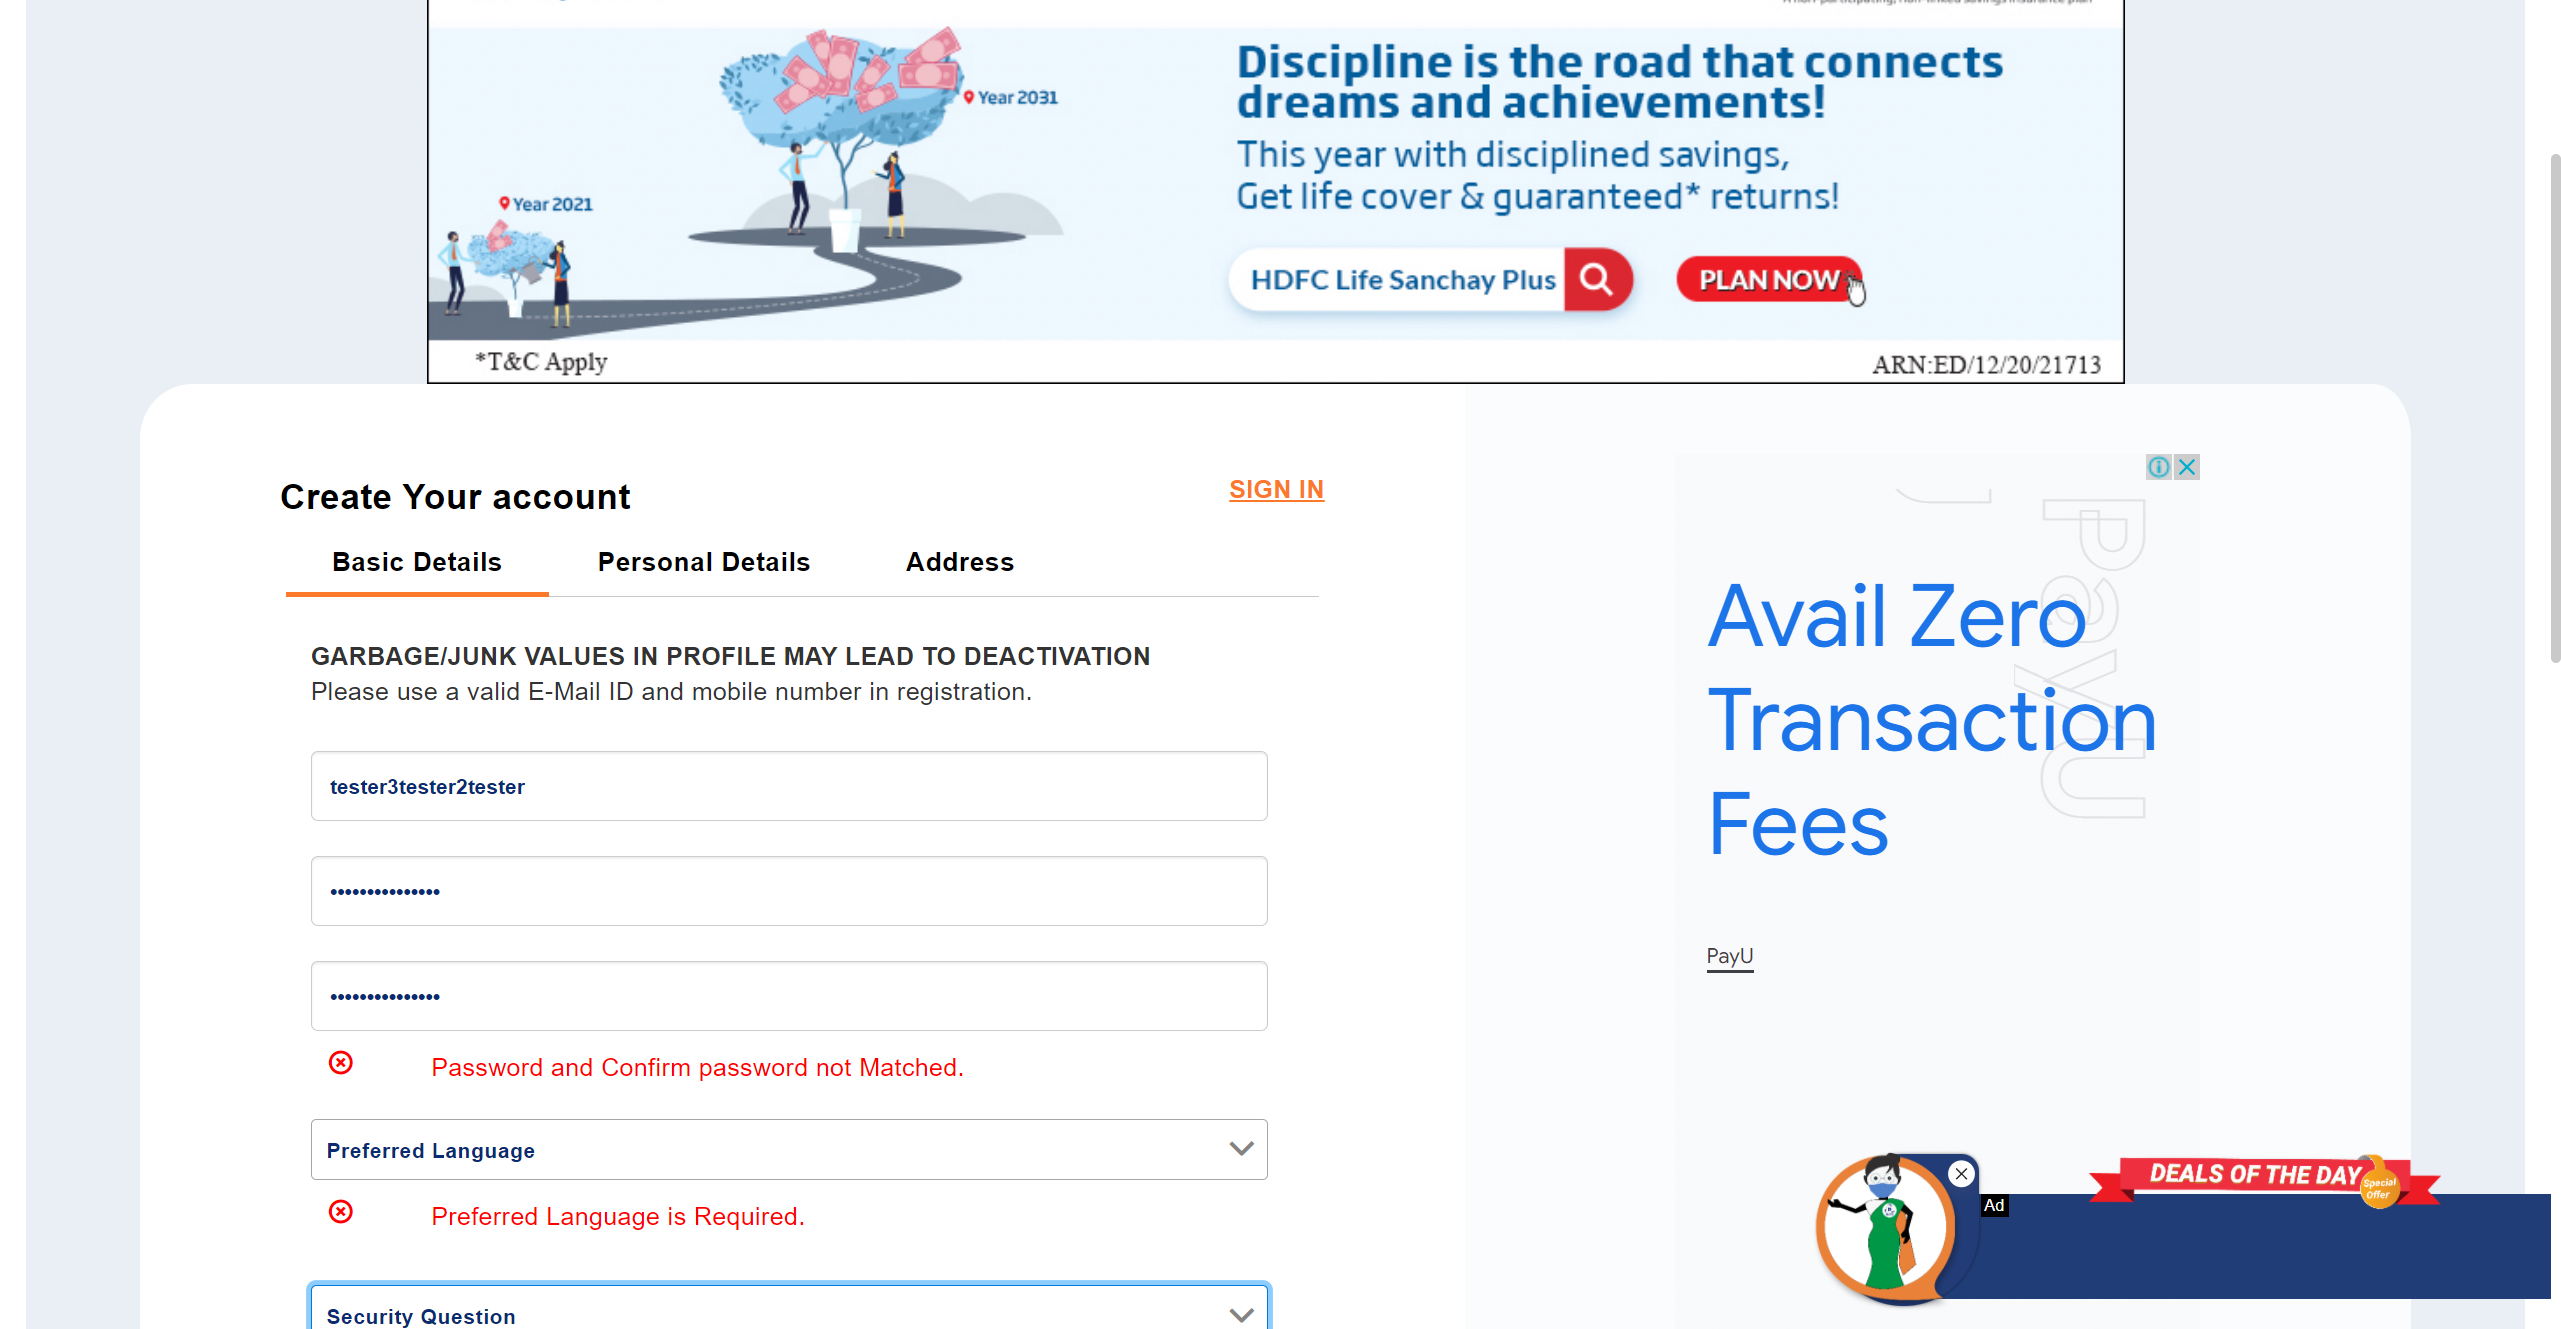 Year 2031
Year 2021
Discipline is the road that connects
dreams and achievements!
This year with disciplined savings,
Get life cover & guaranteed* returns!
HDFC Life Sanchay Plus
PLAN NOW
*T&C Apply
ARN:ED/12/20/21713
Create Your account
SIGN IN
Basic Details
Personal Details
Address
GARBAGE/JUNK VALUES IN PROFILE MAY LEAD TO DEACTIVATION
Please use a valid E-Mail ID and mobile number in registration.
tester3tester2tester
•••••••••••••••
•••••••••••••••
Password and Confirm password not Matched.
Preferred Language
Preferred Language is Required.
Security Question
PayU
Avail Zero
Transaction
Fees
PayU
DEALS OF THE DAY
Special
Offer
Ad